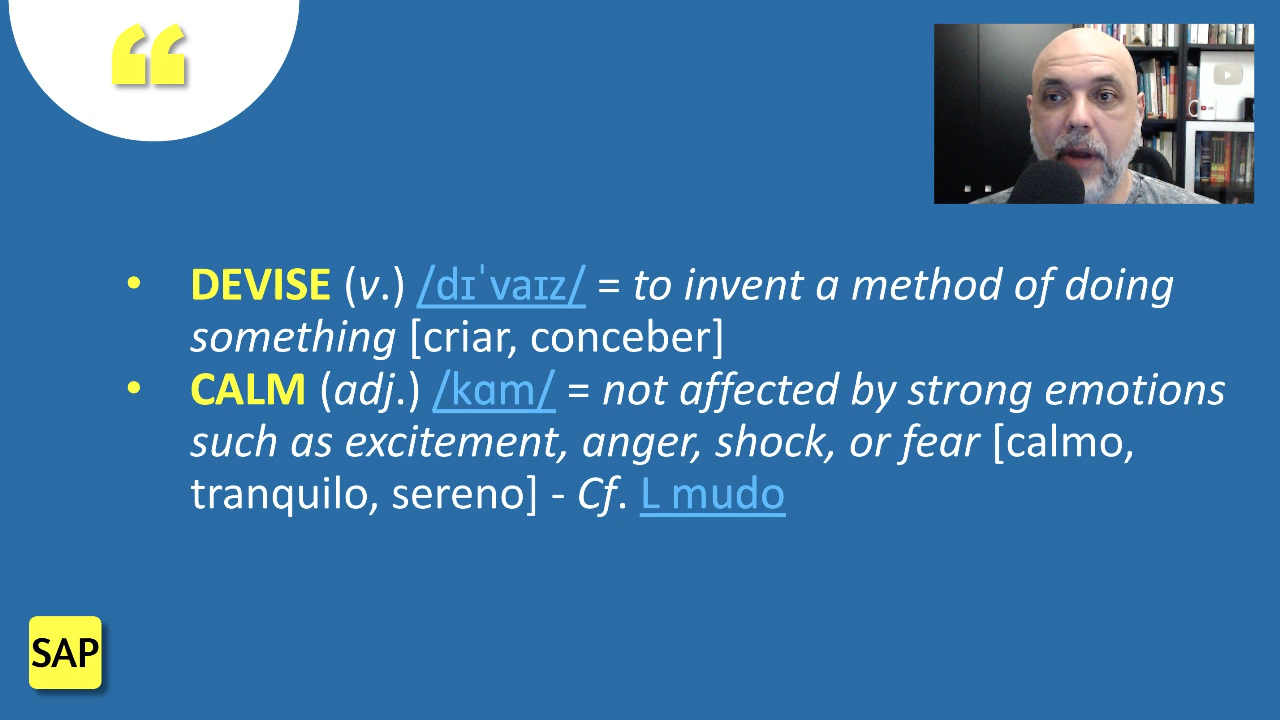 “
DEVISE (v.) /dɪˈvaɪz/ = to invent a method of doing
something [criar, conceber]
CALM (adj.) /kɑm/ = not affected by strong emotions
such as excitement, anger, shock, or fear [calmo,
tranquilo, sereno] - Cf. L mudo
SAP